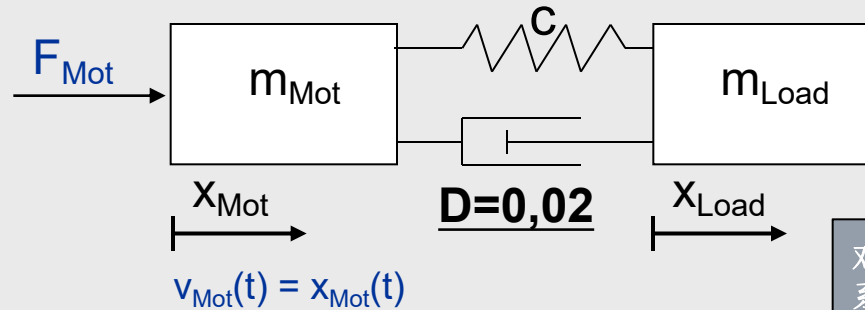 C
F_Mot
m_Mot
m_Load
x_Mot
D=0,02
x_Load
v_Mot(t) = x_Mot(t)